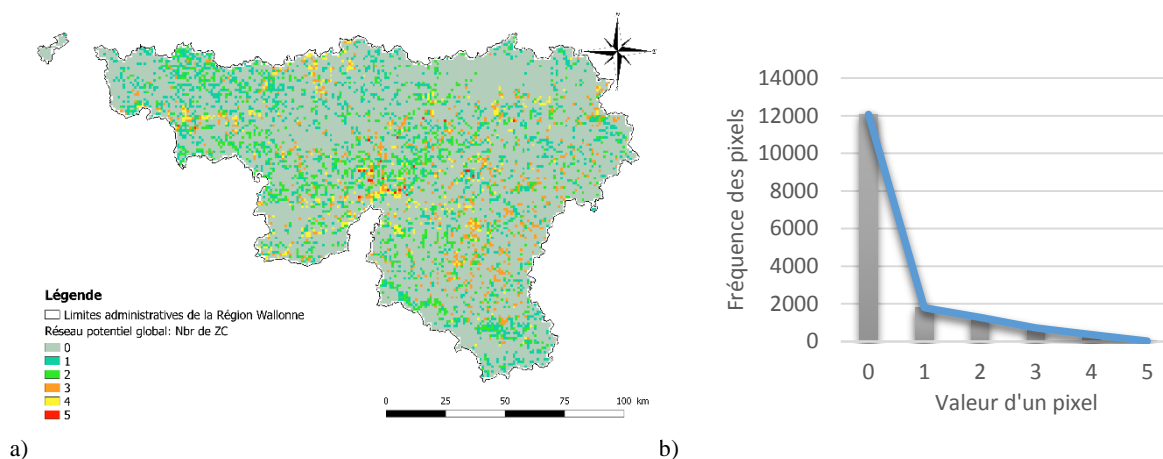 Légende
Limites administratives de la Région Wallonne
Réseau potentiel global: Nbr de ZC
0
1
2
3
4
5
0 25 50 75 100 km
a)
14000
12000
10000
8000
6000
4000
2000
0
Fréquence des pixels
0 1 2 3 4 5
Valeur d'un pixel
b)